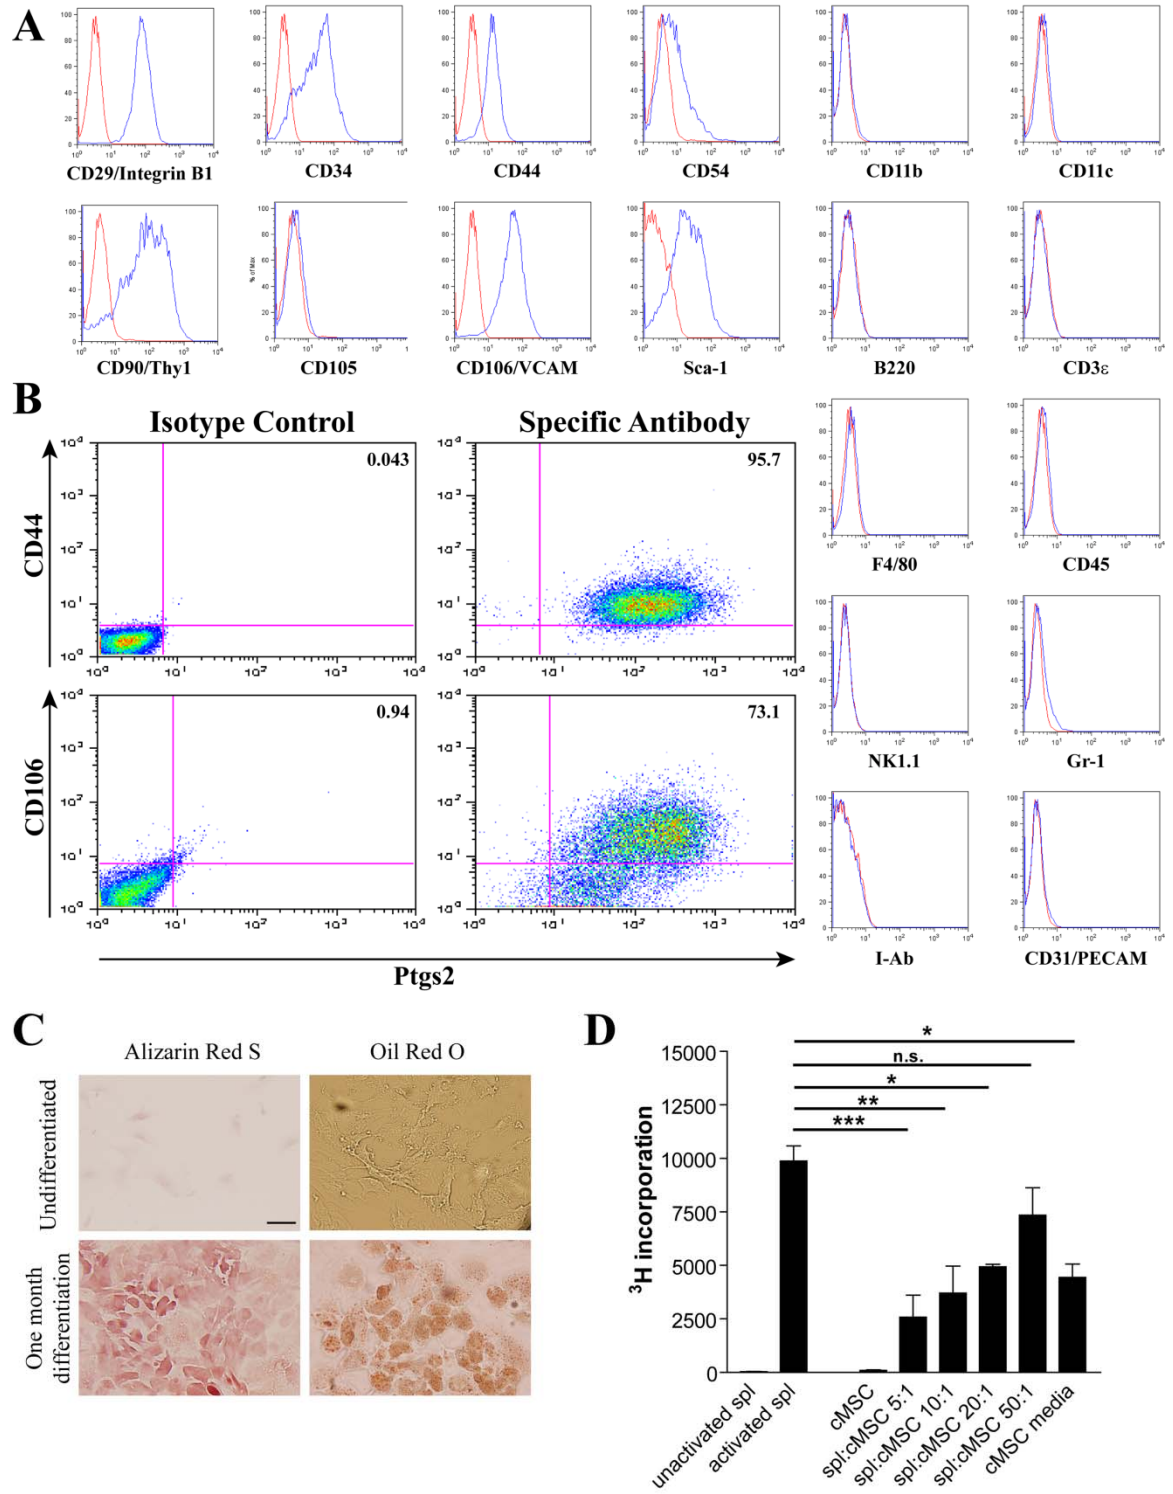 A
CD29/Integrin B1
CD34
CD44
CD54
CD11b
CD11c
% of Max
CD90/Thy1
CD105
CD106/VCAM
Sca-1
B220
CD3ε
B
Isotype Control
Specific Antibody
CD44
0.043
95.7
CD106
0.94
73.1
Ptgs2
F4/80
CD45
NK1.1
Gr-1
I-Ab
CD31/PECAM
C
Alizarin Red S
Oil Red O
Undifferentiated
One month
differentiation
D
³H incorporation
15000
12500
10000
7500
5000
2500
0
*
n.s.
*
**
***
unactivated spl
activated spl
cMSC
spl:cMSC 5:1
spl:cMSC 10:1
spl:cMSC 20:1
spl:cMSC 50:1
cMSC media